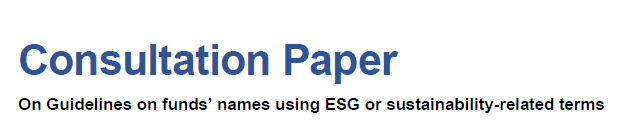 Consultation Paper
On Guidelines on funds’ names using ESG or sustainability-related terms